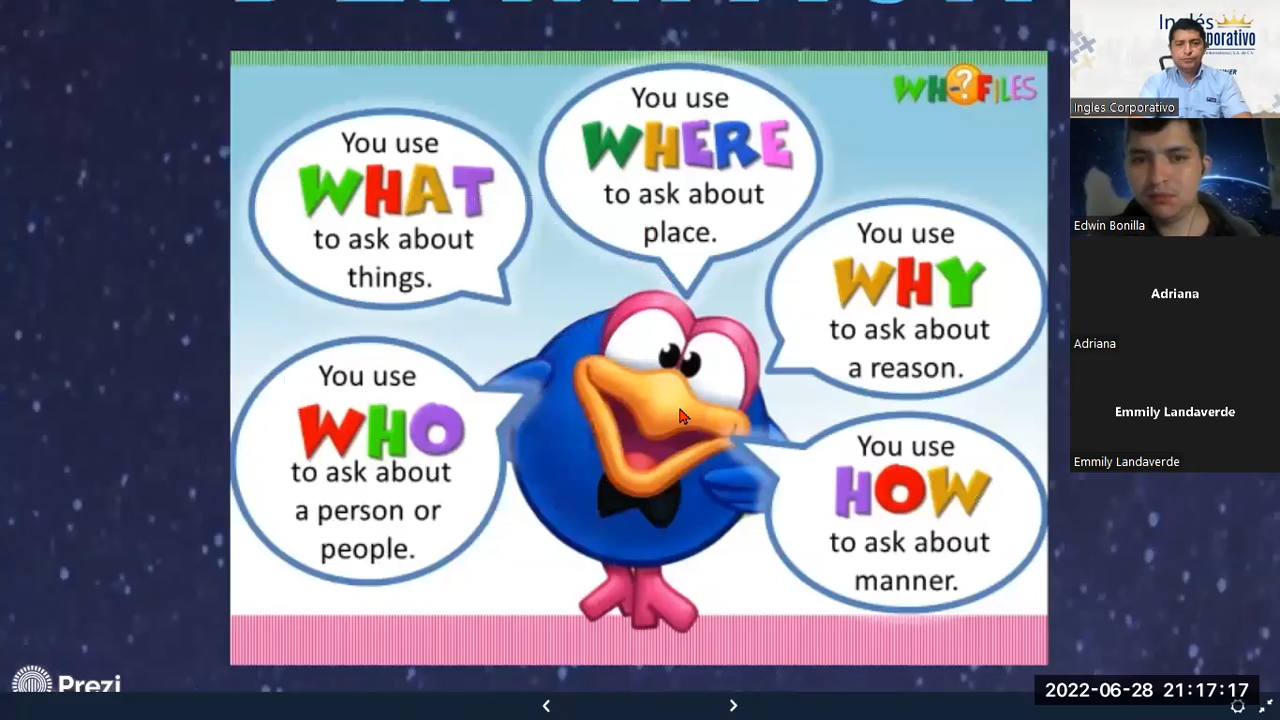 WH-?FILES
You use
WHAT
to ask about
things.
You use
WHERE
to ask about
place.
You use
WHY
to ask about
a reason.
You use
WHO
to ask about
a person or
people.
You use
HOW
to ask about
manner.
Prezi
Inglés
Ingles Corporativo
Edwin Bonilla
Adriana
Adriana
Emmily Landaverde
Emmily Landaverde
2022-06-28 21:17:17